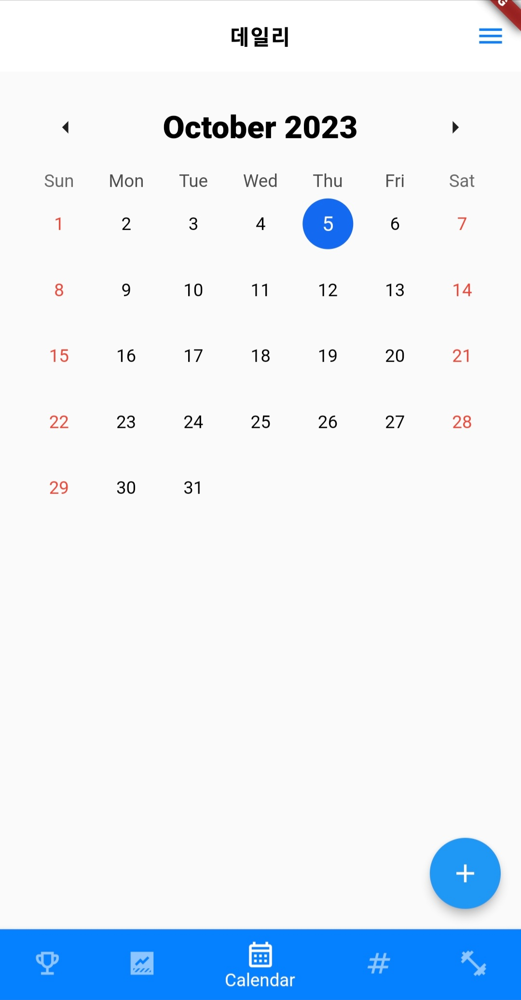 데일리
October 2023
Sun Mon Tue Wed Thu Fri Sat
1 2 3 4 5 6 7
8 9 10 11 12 13 14
15 16 17 18 19 20 21
22 23 24 25 26 27 28
29 30 31
Calendar